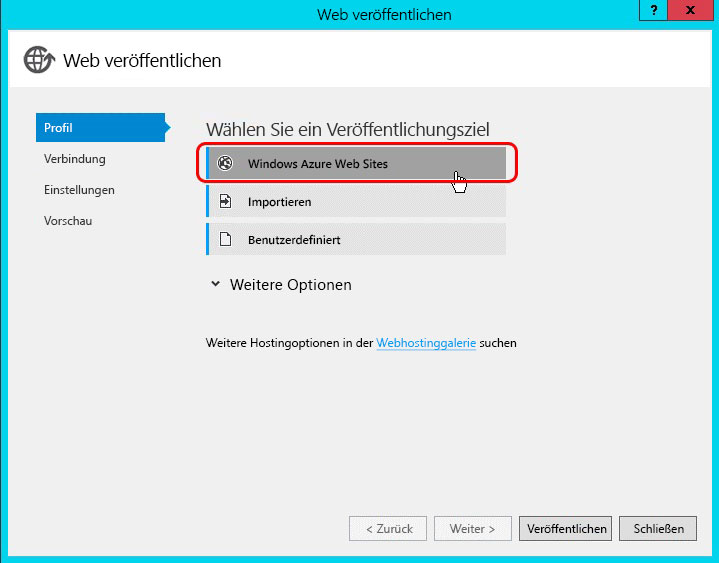 Web veröffentlichen
? x
Web veröffentlichen
Profil
Verbindung
Einstellungen
Vorschau
Wählen Sie ein Veröffentlichungsziel
Windows Azure Web Sites
Importieren
Benutzerdefiniert
Weitere Optionen
Weitere Hostingoptionen in der Webhostinggalerie suchen
< Zurück Weiter > Veröffentlichen Schließen